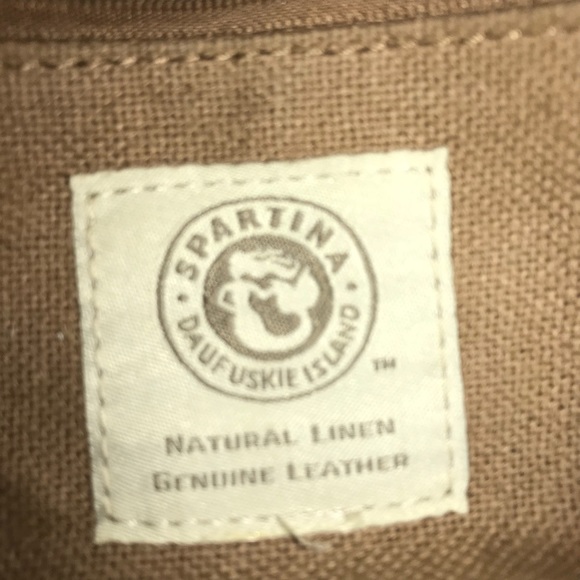 SPARTINA
DAUFUSKIE ISLAND
TM
NATURAL LINEN
GENUINE LEATHER